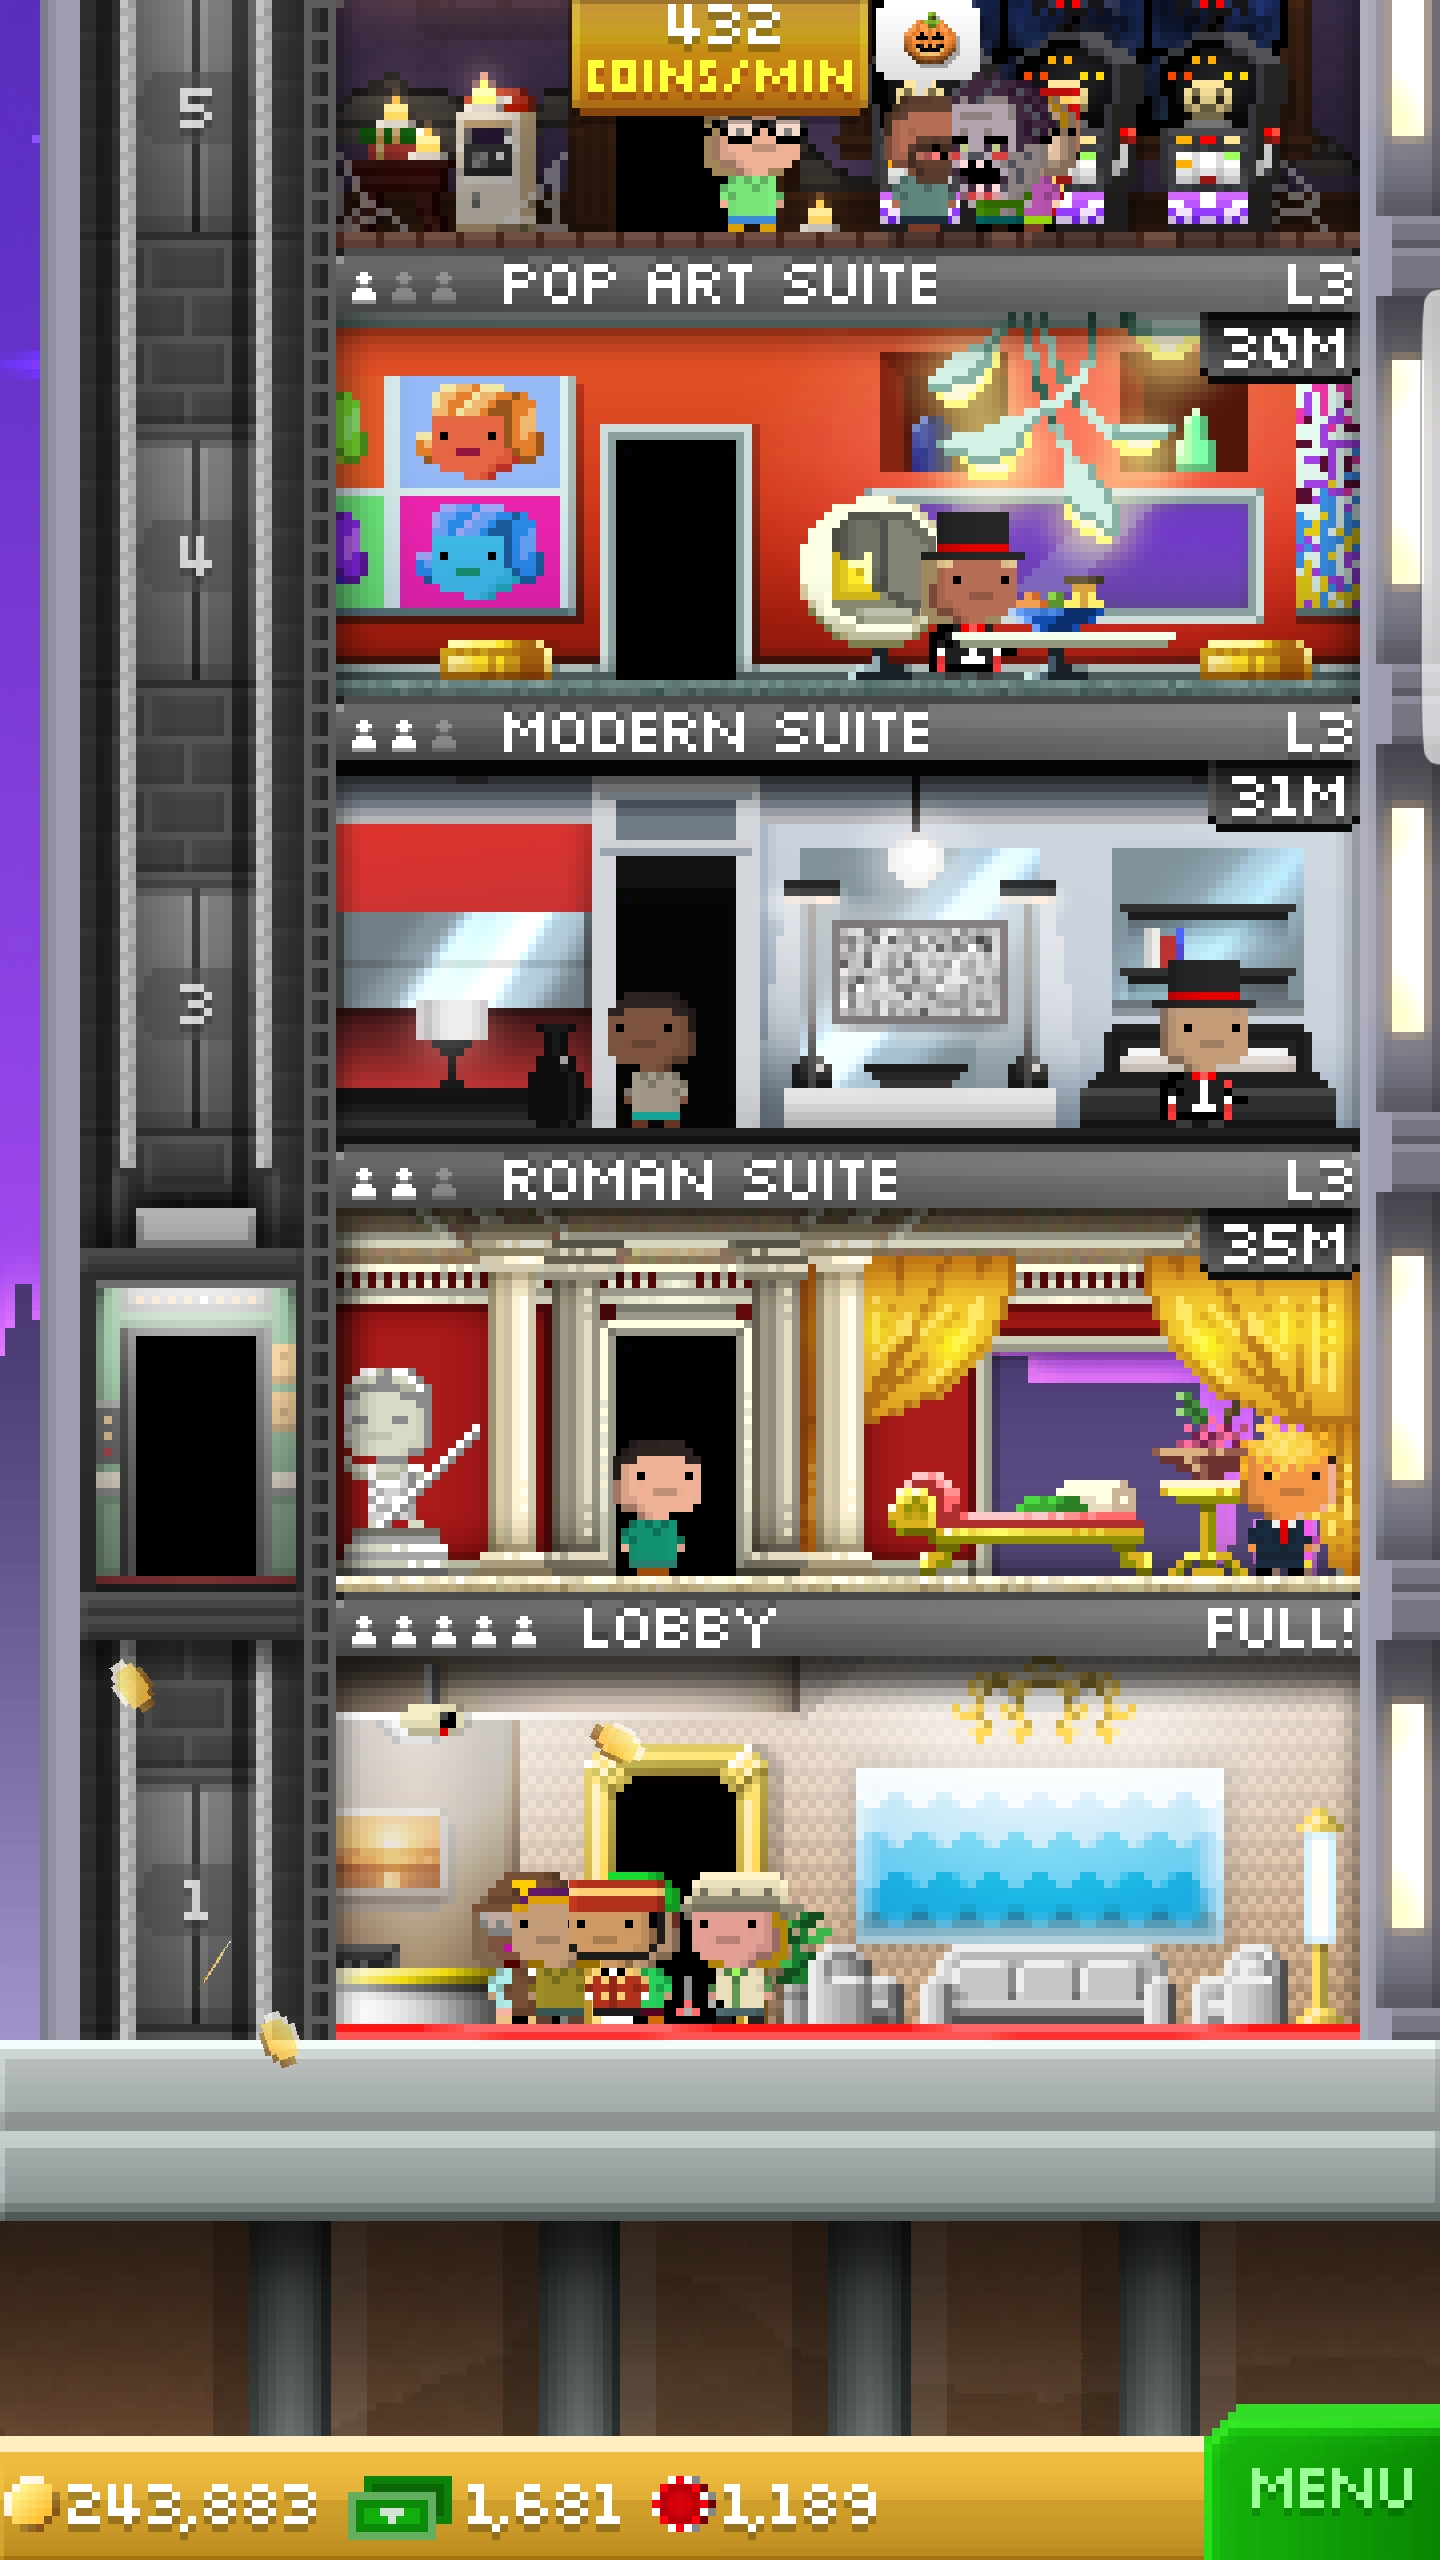 432
COINS/MIN
5
POP ART SUITE L3
30M
4
MODERN SUITE L3
31M
3
ROMAN SUITE L3
35M
LOBBY FULL!
1
243,883 1,681 1,189
MENU